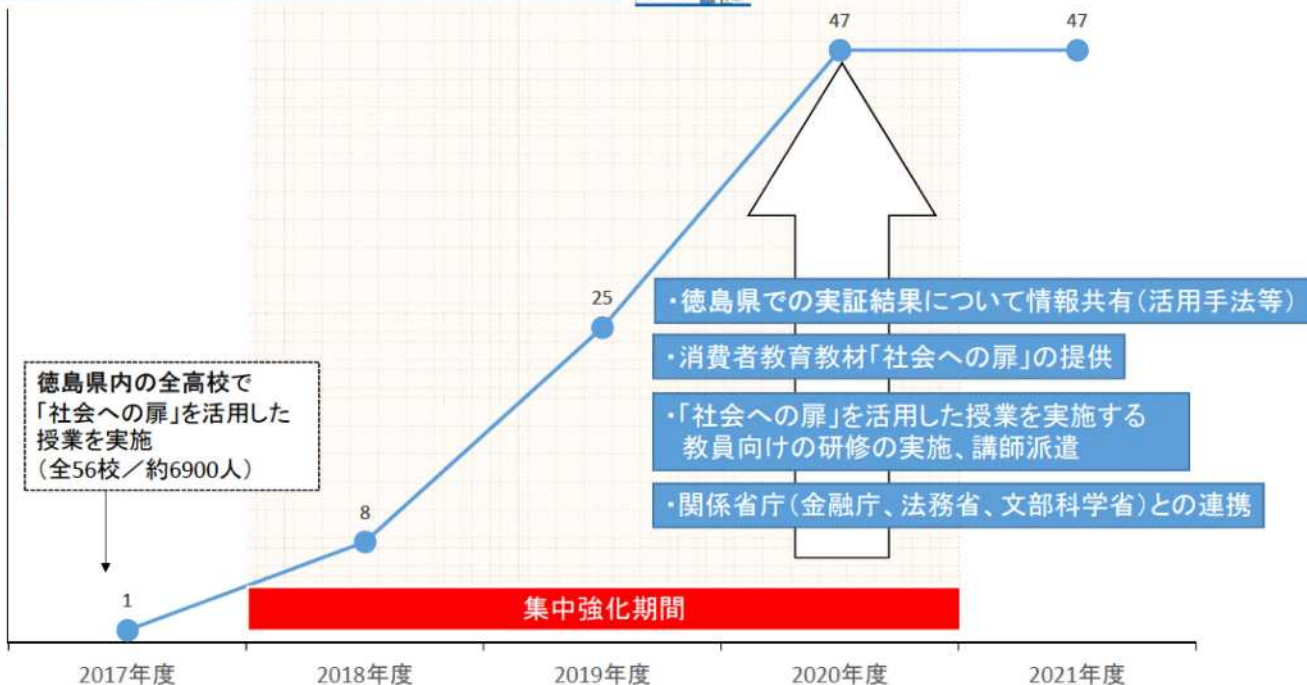 47
47
25
8
1
徳島県内の全高校で
「社会への扉」を活用した
授業を実施
(全56校/約6900人)
・徳島県での実証結果について情報共有(活用手法等)
・消費者教育教材「社会への扉」の提供
・「社会への扉」を活用した授業を実施する
教員向けの研修の実施、講師派遣
・関係省庁(金融庁、法務省、文部科学省)との連携
集中強化期間
2017年度
2018年度
2019年度
2020年度
2021年度